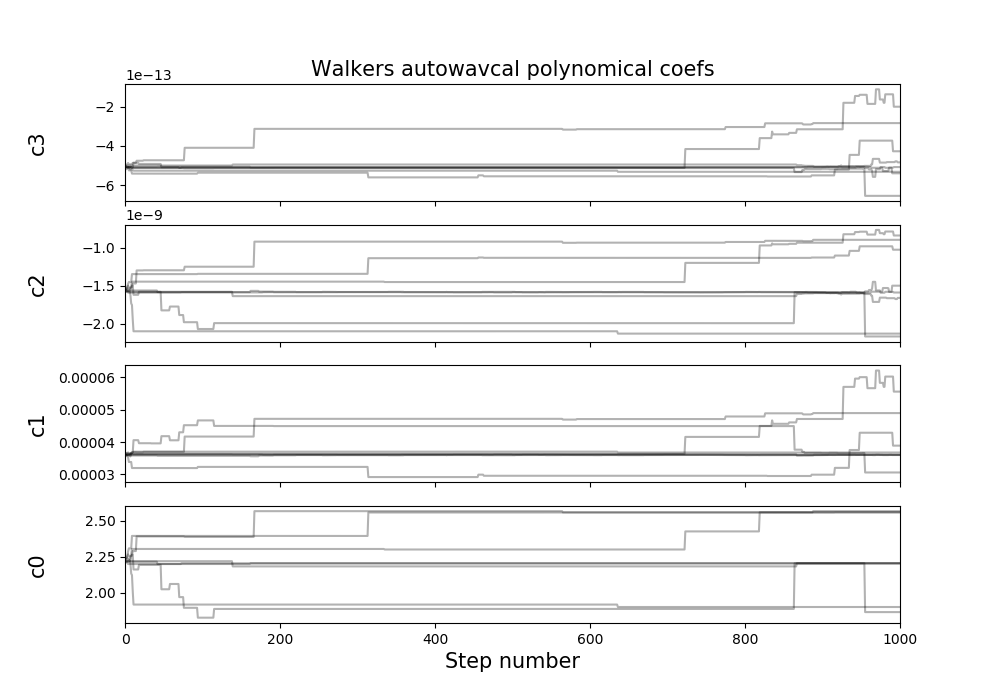 Walkers autowavcal polynomical coefs
1e−13
−2
−4
−6
c3
1e−9
−1.0
−1.5
−2.0
c2
0.00006
0.00005
0.00004
0.00003
c1
2.50
2.25
2.00
c0
0 200 400 600 800 1000
Step number